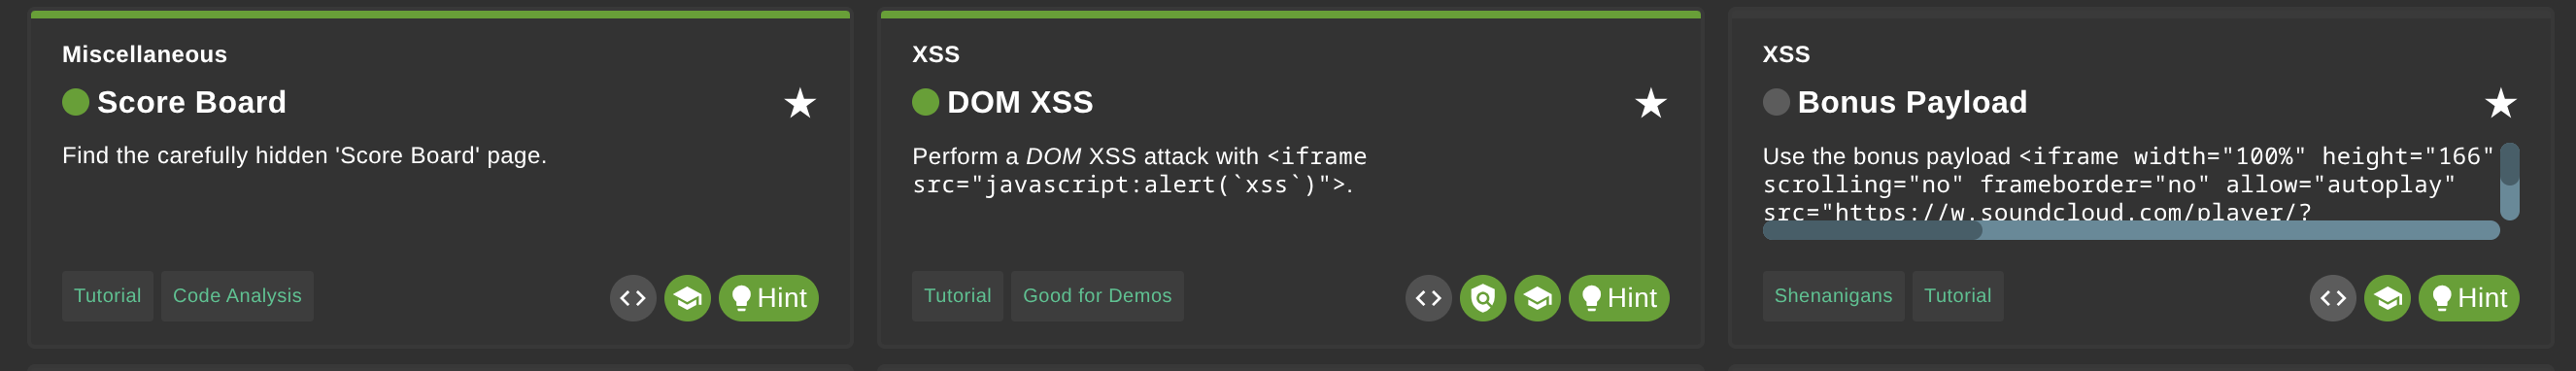 Miscellaneous
Score Board
Find the carefully hidden 'Score Board' page.
Tutorial
Code Analysis
<>
Hint
XSS
DOM XSS
Perform a DOM XSS attack with <iframe
src="javascript:alert(`xss`)">.
Tutorial
Good for Demos
<>
Hint
XSS
Bonus Payload
Use the bonus payload <iframe width="100%" height="166"
scrolling="no" frameborder="no" allow="autoplay"
src="https://w.soundcloud.com/player/?
Shenanigans
Tutorial
<>
Hint